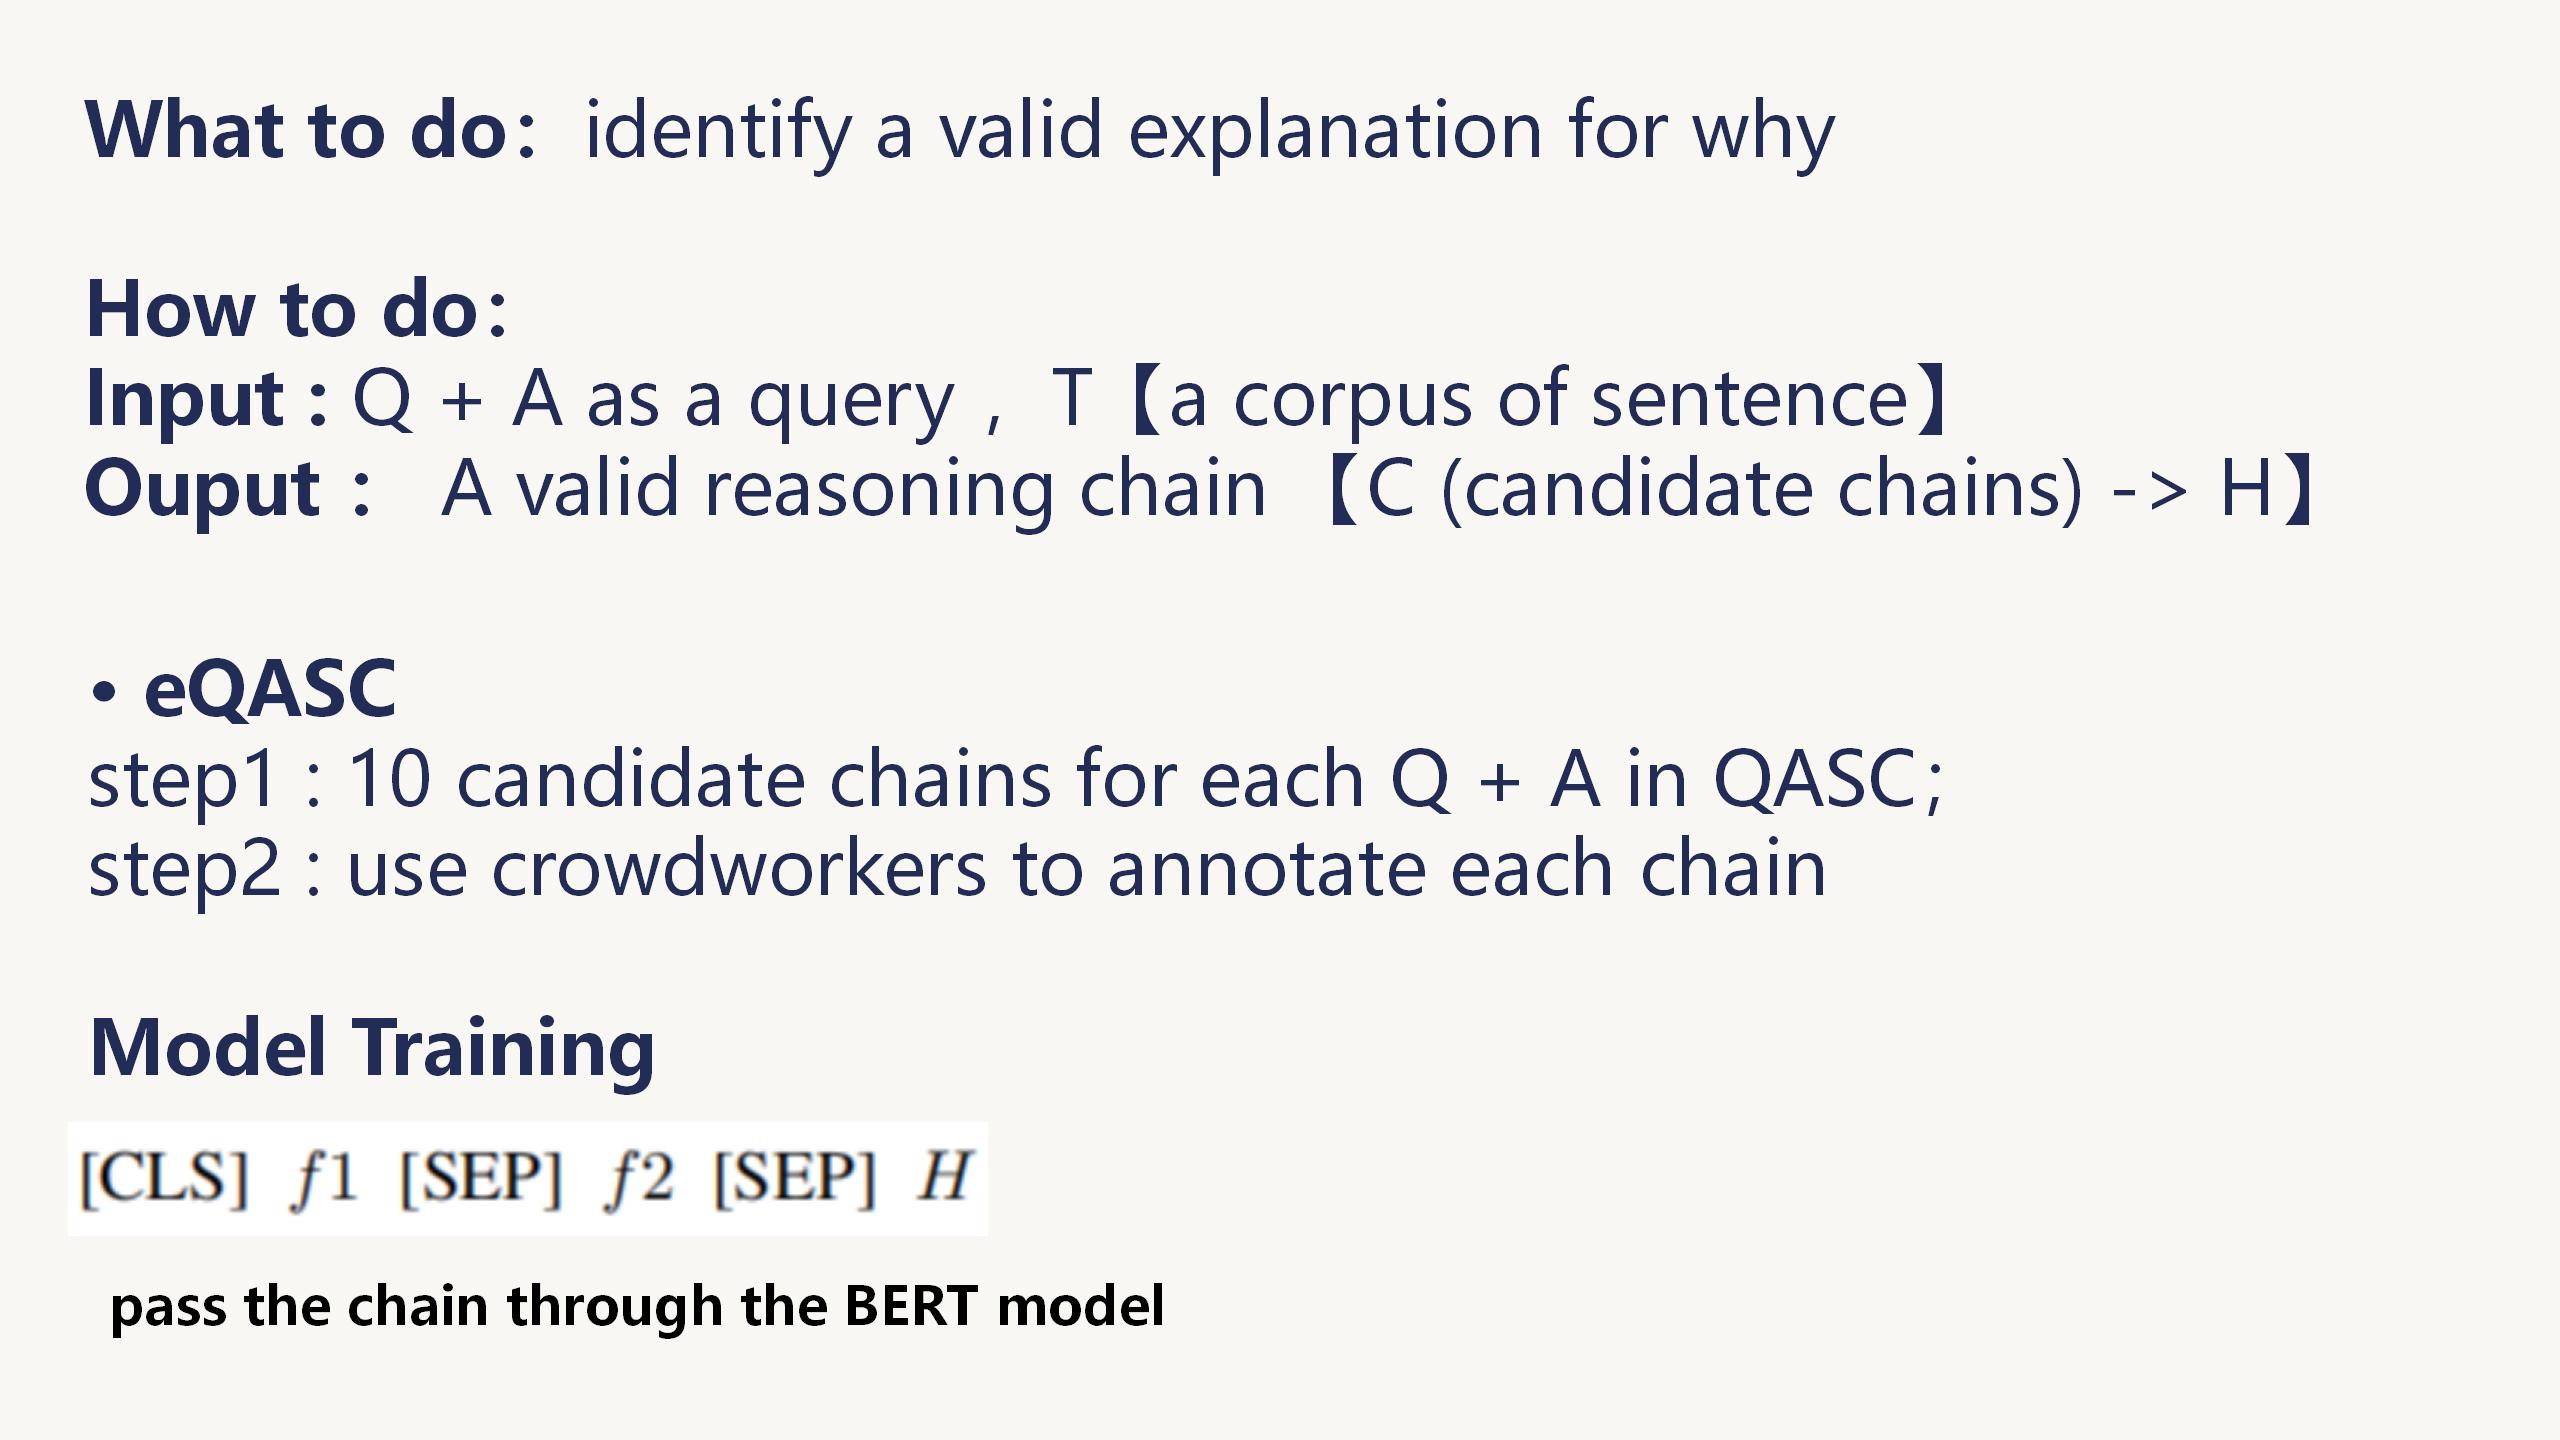 What to do： identify a valid explanation for why
How to do：
Input : Q + A as a query， T【a corpus of sentence】
Ouput： A valid reasoning chain 【C (candidate chains) -> H】
• eQASC
step1 : 10 candidate chains for each Q + A in QASC；
step2 : use crowdworkers to annotate each chain
Model Training
[CLS] f1 [SEP] f2 [SEP] H
pass the chain through the BERT model